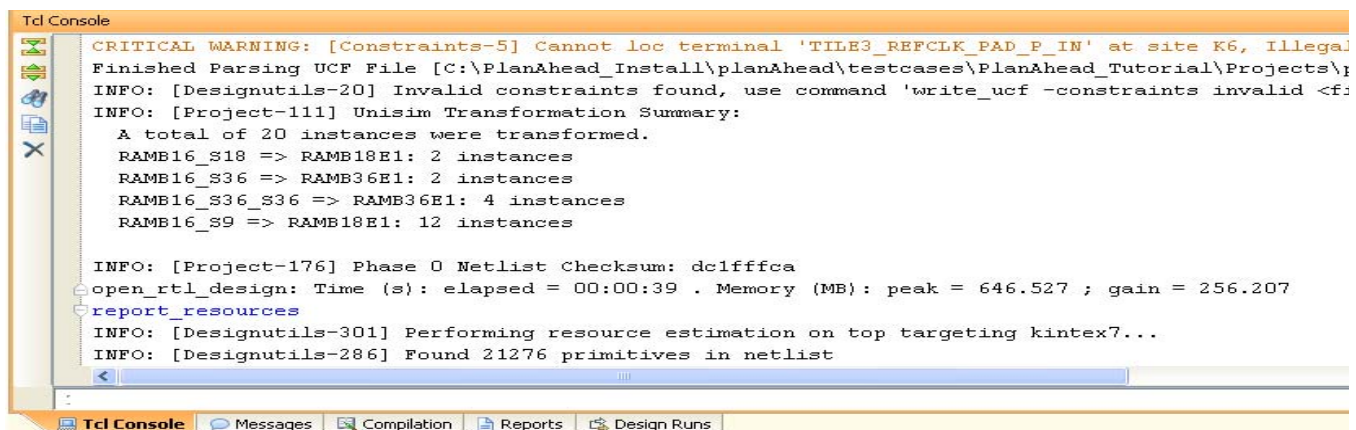 Tcl Console
CRITICAL WARNING: [Constraints-5] Cannot loc terminal 'TILE3_REFCLK_PAD_P_IN' at site K6, Illegal
Finished Parsing UCF File [C:\PlanAhead_Install\planAhead\testcases\PlanAhead_Tutorial\Projects\p
INFO: [Designutils-20] Invalid constraints found, use command 'write_ucf -constraints invalid <fi
INFO: [Project-111] Unisim Transformation Summary:
A total of 20 instances were transformed.
RAMB16_S18 => RAMB18E1: 2 instances
RAMB16_S36 => RAMB36E1: 2 instances
RAMB16_S36_S36 => RAMB36E1: 4 instances
RAMB16_S9 => RAMB18E1: 12 instances
INFO: [Project-176] Phase 0 Netlist Checksum: dc1fffca
open_rtl_design: Time (s): elapsed = 00:00:39 . Memory (MB): peak = 646.527 ; gain = 256.207
report_resources
INFO: [Designutils-301] Performing resource estimation on top targeting kintex7...
INFO: [Designutils-286] Found 21276 primitives in netlist
Tcl Console Messages Compilation Reports Design Runs